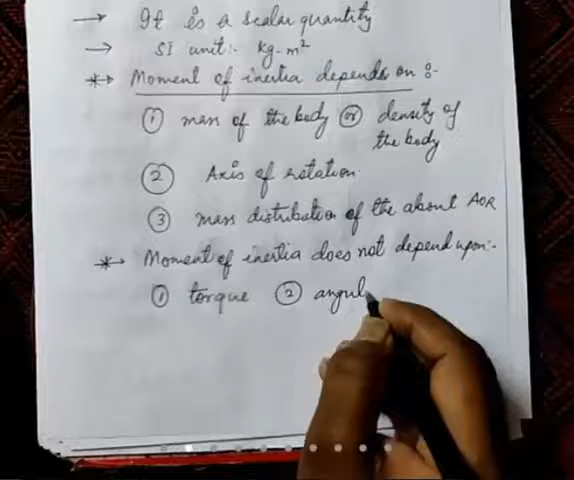 → It is a scalar quantity
→ SI unit:- kg-m²
* Moment of inertia depends on :-
① mass of the body or density of the body
② Axis of rotation.
③ mass distribution of the about AOR
* Moment of inertia does not depend upon:-
① torque ② angul